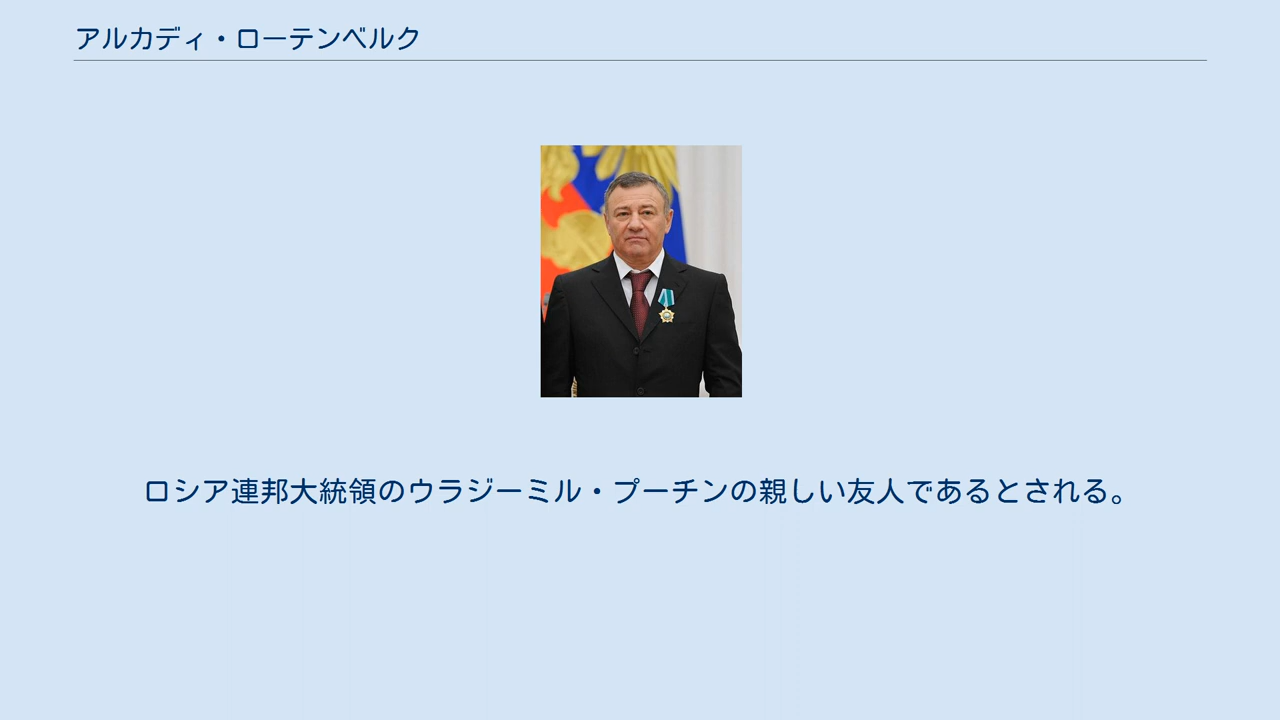 アルカディ・ローテンベルク
ロシア連邦大統領のウラジーミル・プーチンの親しい友人であるとされる。